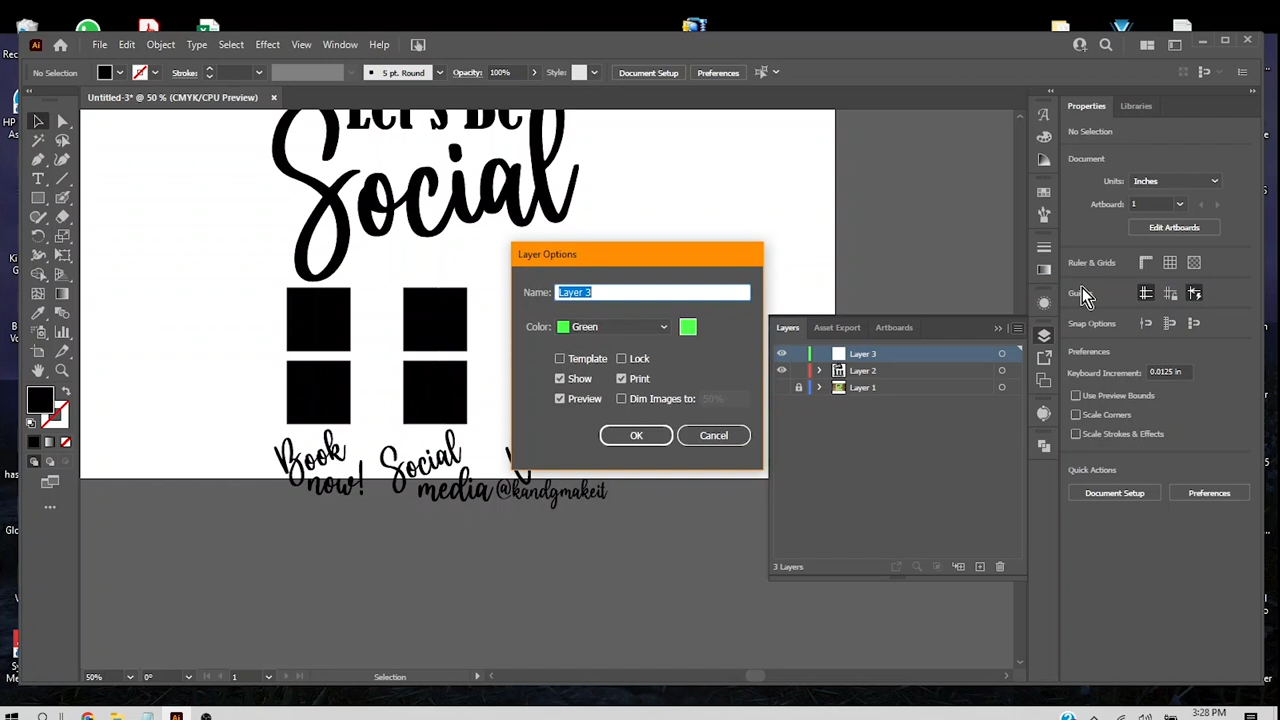 File Edit Object Type Select Effect View Window Help
No Selection
Stroke:
5 pt. Round
Opacity: 100%
Style:
Document Setup
Preferences
Untitled-3* @ 50 % (CMYK/CPU Preview)
Let's Be
Social
Book
now!
Social
media
@kandgmakeit
Layer Options
Name: Layer 3
Color: Green
Template Lock
Show Print
Preview Dim Images to: 50%
OK Cancel
Layers Asset Export Artboards
Layer 3
Layer 2
Layer 1
3 Layers
Properties Libraries
No Selection
Document
Units: Inches
Artboard: 1
Edit Artboards
Ruler & Grids
Snap Options
Preferences
Keyboard Increment: 0.0125 in
Use Preview Bounds
Scale Corners
Scale Strokes & Effects
Quick Actions
Document Setup
Preferences
50% 0° 1 Selection
3:28 PM